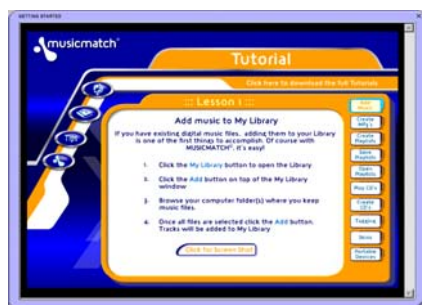 GETTING STARTED
musicmatch®
Tutorial
Click here to download the full Tutorials
::: Lesson 1 :::
Add music to My Library
If you have existing digital music files, adding them to your Library
is one of the first things to accomplish. Of course with
MUSICMATCH®, it's easy!
1. Click the My Library button to open the Library
2. Click the Add button on top of the My Library
window
3. Browse your computer folder(s) where you keep
music files.
4. Once all files are selected click the Add button.
Tracks will be added to My Library
Click for Screen Shot
Add
Music
Create
Mp3's
Create
Playlists
Save
Playlists
Open
Playlists
Play CD's
Create
CD's
Tagging
More
Portable
Devices